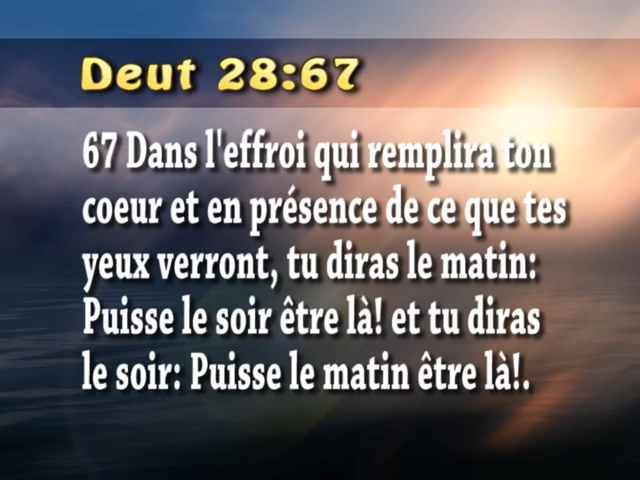 Deut 28:67
67 Dans l'effroi qui remplira ton
coeur et en présence de ce que tes
yeux verront, tu diras le matin:
Puisse le soir être là! et tu diras
le soir: Puisse le matin être là!.